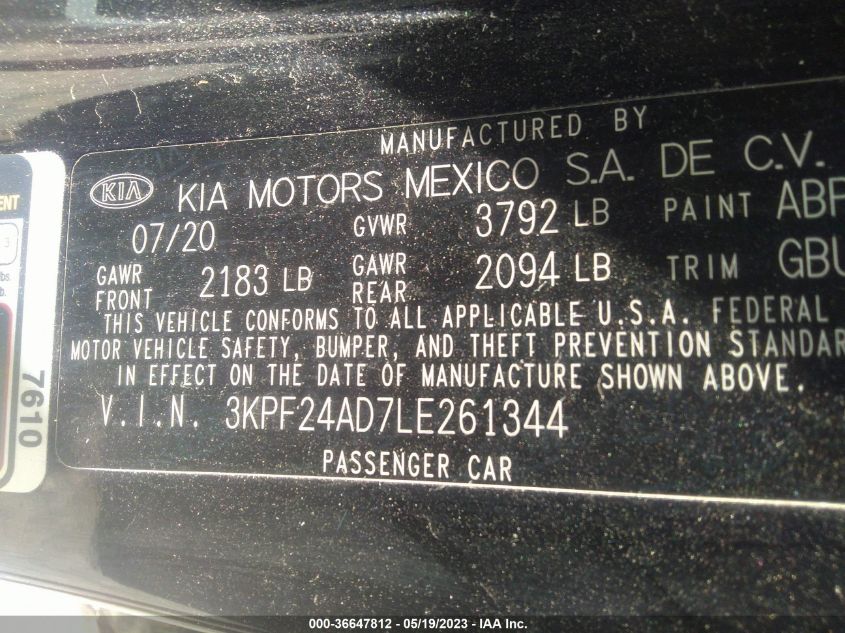 MANUFACTURED BY
KIA KIA MOTORS MEXICO S.A. DE C.V.
07/20 GVWR 3792 LB PAINT ABP
GAWR FRONT 2183 LB GAWR REAR 2094 LB TRIM GBU
THIS VEHICLE CONFORMS TO ALL APPLICABLE U.S.A. FEDERAL
MOTOR VEHICLE SAFETY, BUMPER, AND THEFT PREVENTION STANDAR
IN EFFECT ON THE DATE OF MANUFACTURE SHOWN ABOVE.
V.I.N. 3KPF24AD7LE261344
PASSENGER CAR
ENT
3
lbs.
b.
7610
000-36647812 - 05/19/2023 - IAA Inc.